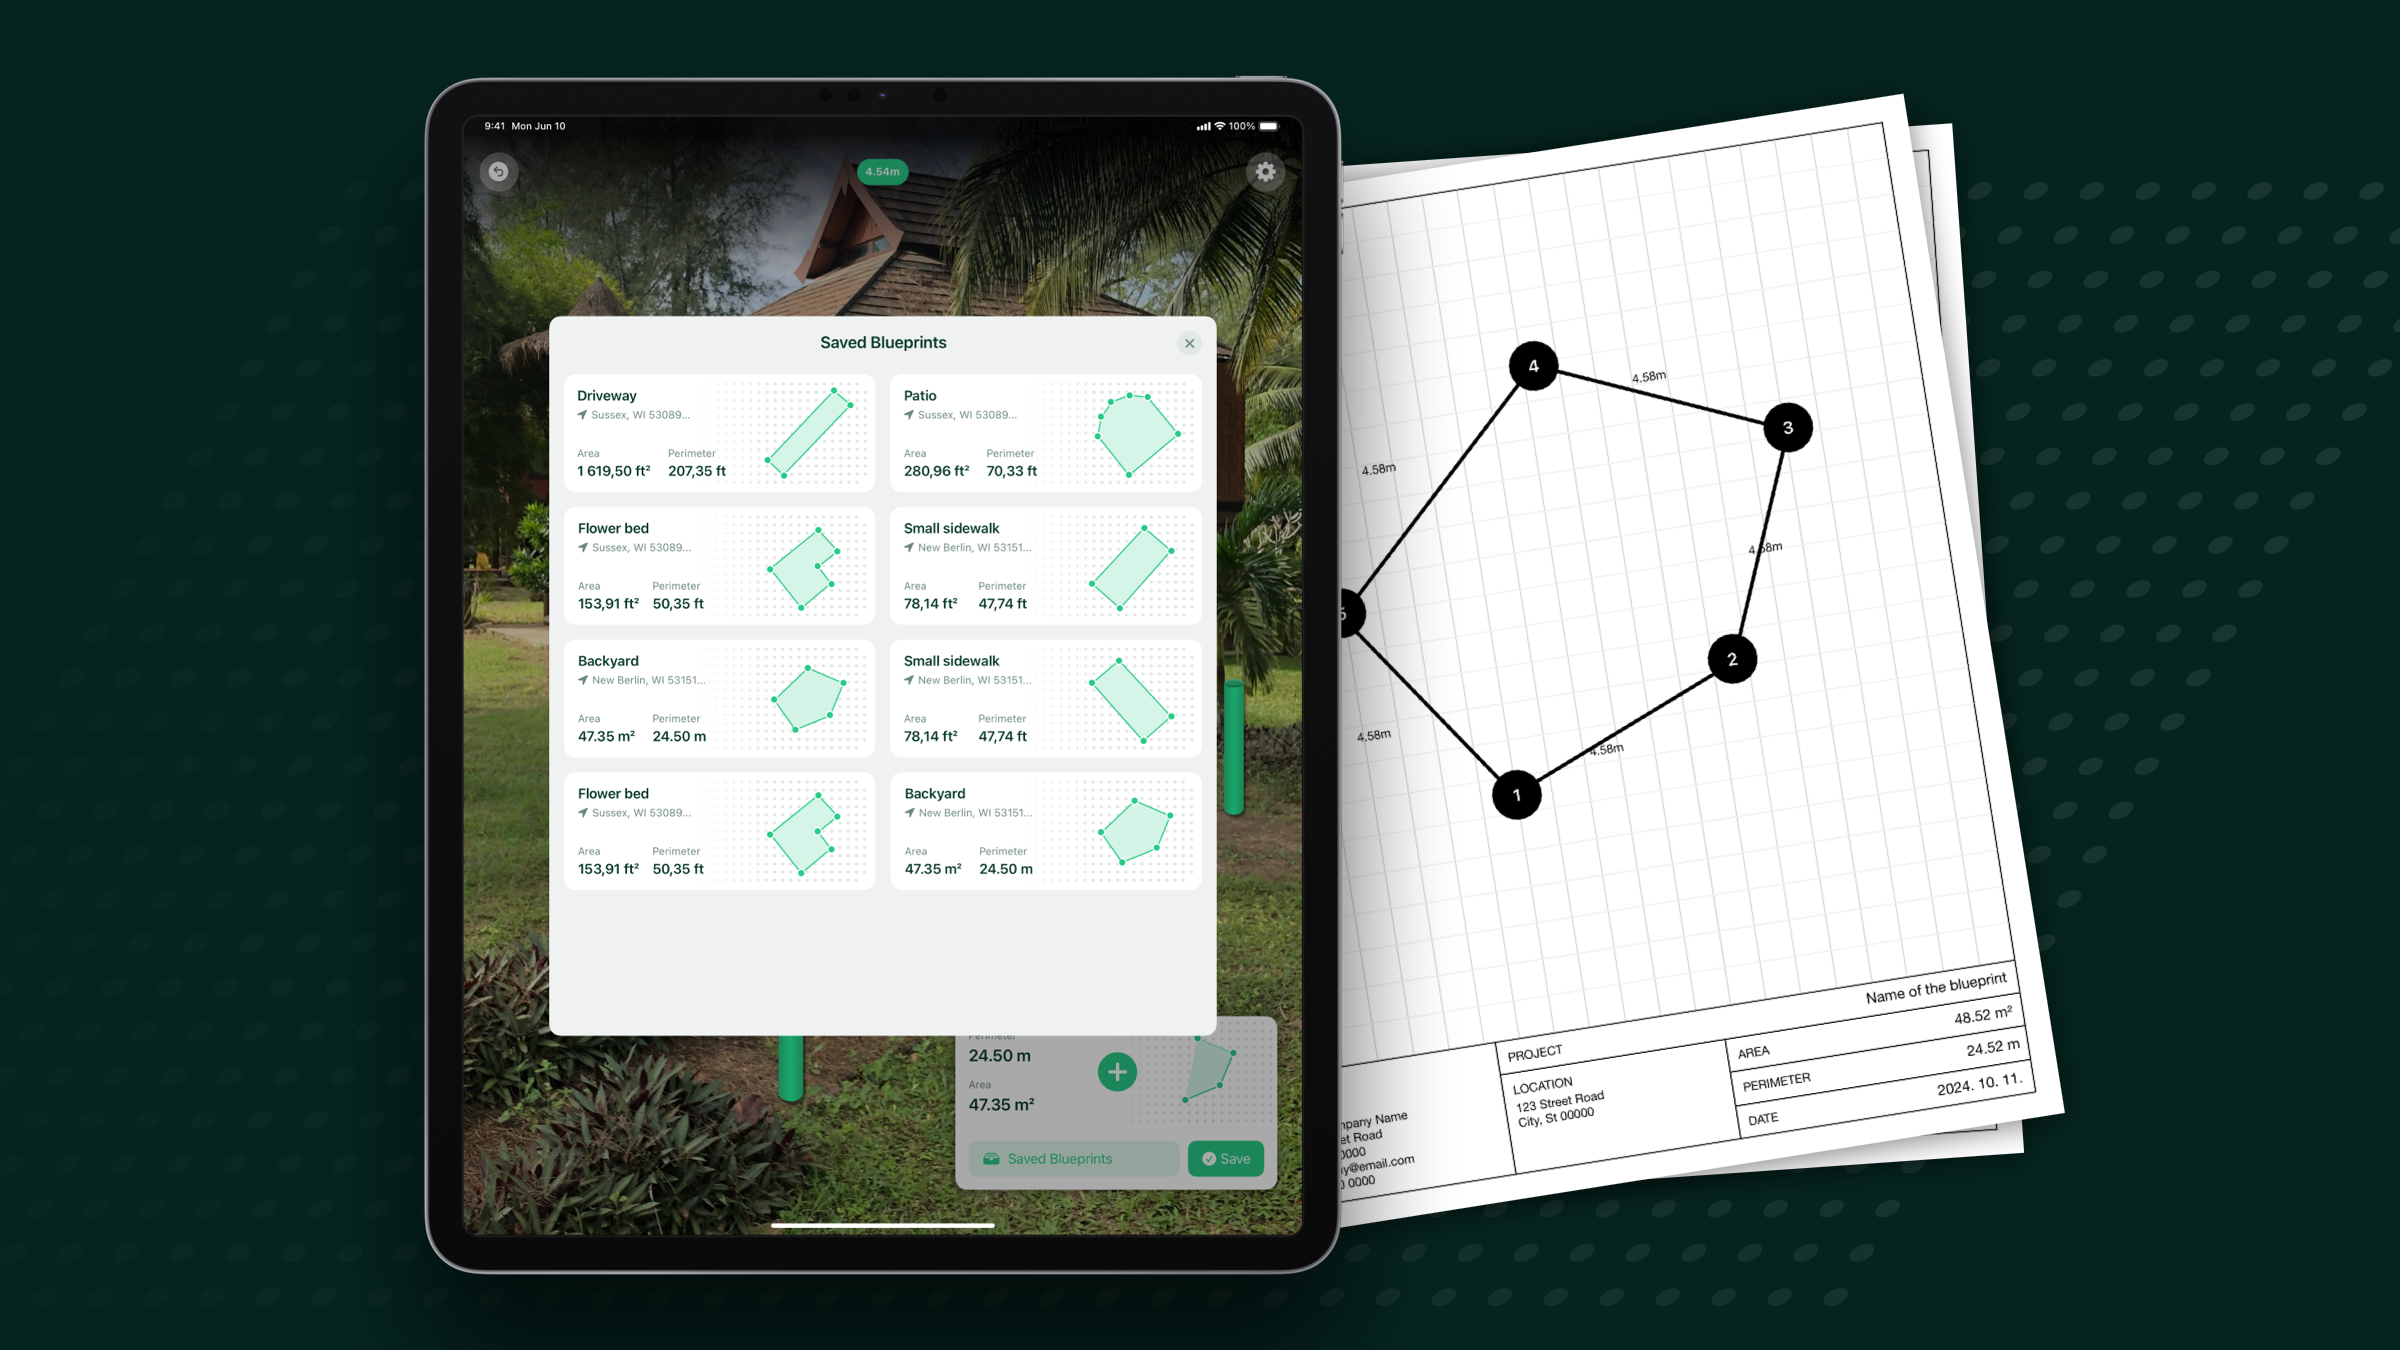 9:41 Mon Jun 10
100%
4.54m
Saved Blueprints
Driveway
Sussex, WI 53089...
Area
Perimeter
1 619,50 ft²
207,35 ft
Patio
Sussex, WI 53089...
Area
Perimeter
280,96 ft²
70,33 ft
Flower bed
Sussex, WI 53089...
Area
Perimeter
153,91 ft²
50,35 ft
Small sidewalk
New Berlin, WI 53151...
Area
Perimeter
78,14 ft²
47,74 ft
Backyard
New Berlin, WI 53151...
Area
Perimeter
47.35 m²
24.50 m
Small sidewalk
New Berlin, WI 53151...
Area
Perimeter
78,14 ft²
47,74 ft
Flower bed
Sussex, WI 53089...
Area
Perimeter
153,91 ft²
50,35 ft
Backyard
New Berlin, WI 53151...
Area
Perimeter
47.35 m²
24.50 m
Perimeter
24.50 m
Area
47.35 m²
Saved Blueprints
Save
4
4.58m
3
4.58m
4.58m
5
2
4.58m
4.58m
1
Name of the blueprint
PROJECT
LOCATION
123 Street Road
City, St 00000
AREA
48.52 m²
PERIMETER
24.52 m
DATE
2024. 10. 11.
Name
Road
0000
y@email.com
0000